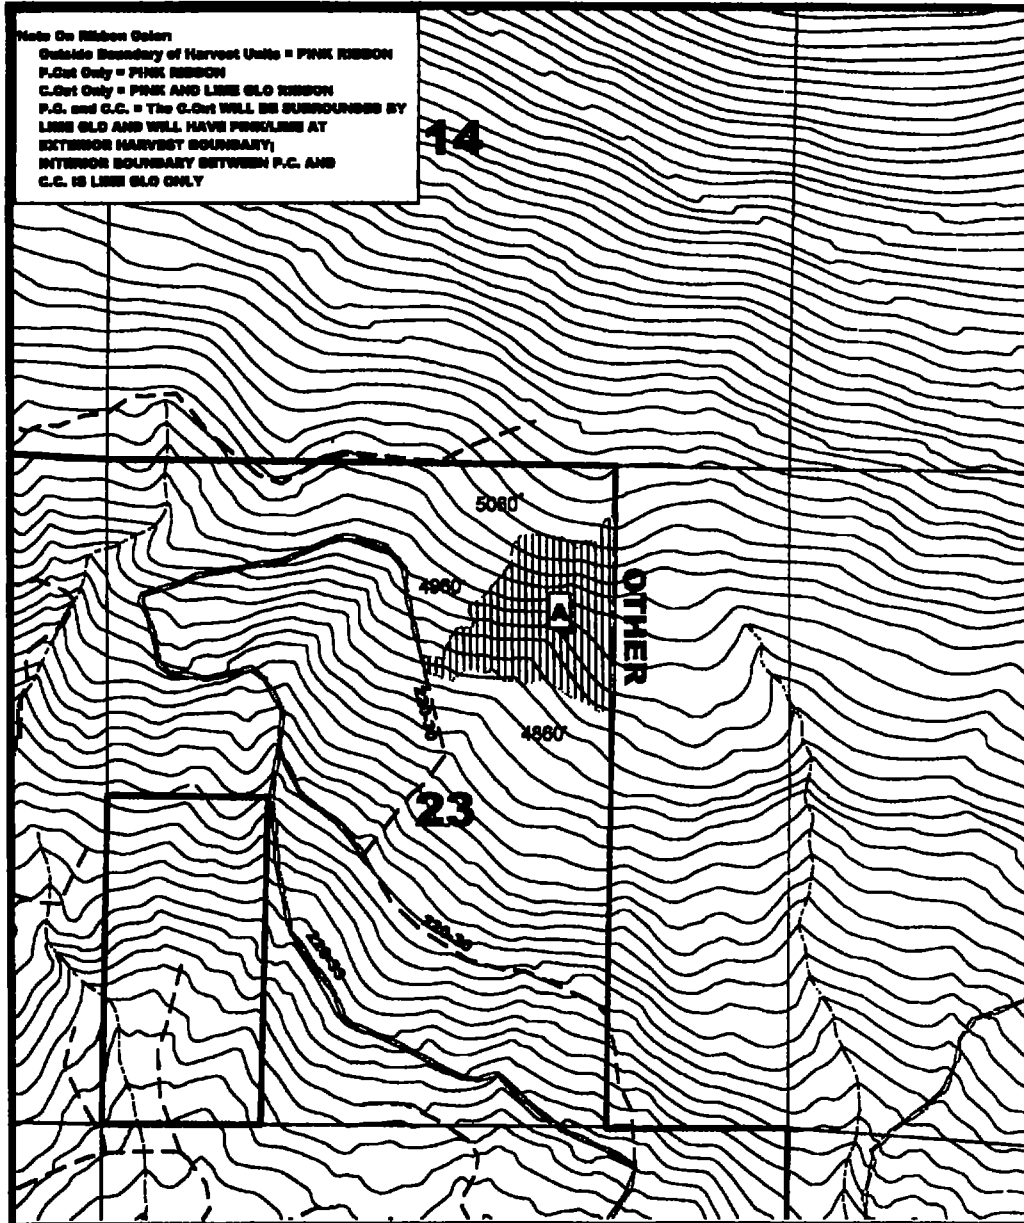 Note On Ribbon Color:
Outside Boundary of Harvest Units = PINK RIBBON
P.Cut Only = PINK RIBBON
C.Cut Only = PINK AND LIME GLO RIBBON
P.C. and C.C. = The C.Cut WILL BE SURROUNDED BY
LIME GLO AND WILL HAVE PINK/LIME AT
EXTERIOR HARVEST BOUNDARY;
INTERIOR BOUNDARY BETWEEN P.C. AND
C.C. IS LIME GLO ONLY
14
5060'
4960'
A
OTHER
4860'
23